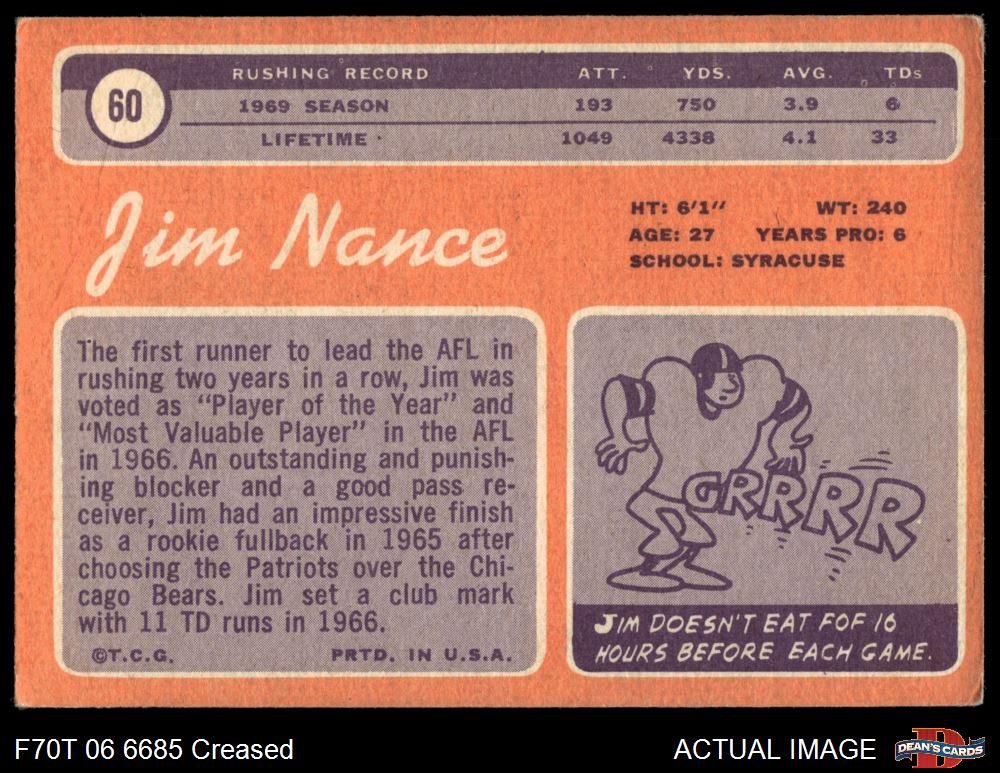 60
RUSHING RECORD ATT. YDS. AVG. TDs
1969 SEASON 193 750 3.9 6
LIFETIME 1049 4338 4.1 33
Jim Nance
HT: 6'1" WT: 240
AGE: 27 YEARS PRO: 6
SCHOOL: SYRACUSE
The first runner to lead the AFL in
rushing two years in a row, Jim was
voted as "Player of the Year" and
"Most Valuable Player" in the AFL
in 1966. An outstanding and punish-
ing blocker and a good pass re-
ceiver, Jim had an impressive finish
as a rookie fullback in 1965 after
choosing the Patriots over the Chi-
cago Bears. Jim set a club mark
with 11 TD runs in 1966.
©T.C.G. PRTD. IN U.S.A.
GRRRR
JIM DOESN'T EAT FOF 16
HOURS BEFORE EACH GAME.
F70T 06 6685 Creased
ACTUAL IMAGE
D
DEAN'S CARDS